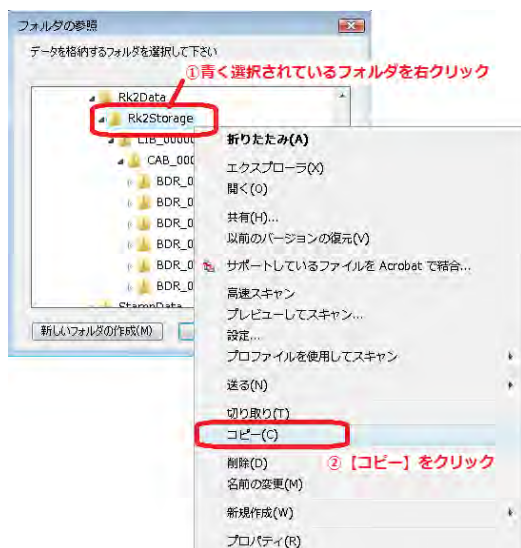 フォルダの参照
データを格納するフォルダを選択して下さい
①青く選択されているフォルダを右クリック
Rk2Data
Rk2Storage
LIB_0000
CAB_000
BDR_0
BDR_0
BDR_0
BDR_0
BDR_0
StampData
新しいフォルダの作成(M)
折りたたみ(A)
エクスプローラ(X)
開く(O)
共有(H)...
以前のバージョンの復元(V)
サポートしているファイルを Acrobat で結合...
高速スキャン
プレビューしてスキャン...
設定...
プロファイルを使用してスキャン
送る(N)
切り取り(T)
コピー(C)
②【コピー】をクリック
削除(D)
名前の変更(M)
新規作成(W)
プロパティ(R)